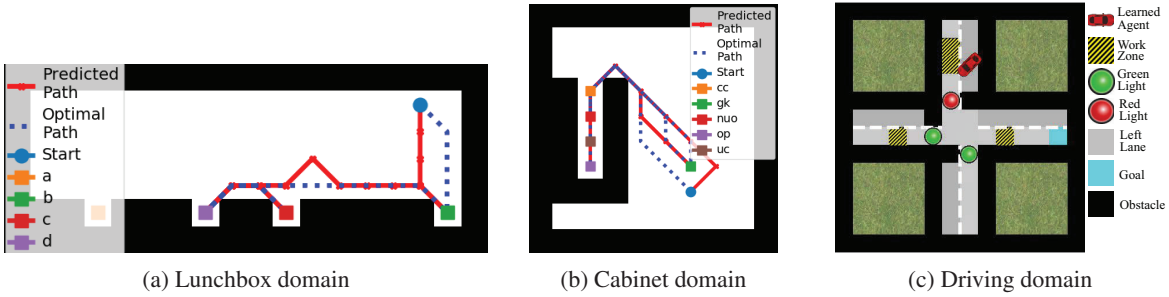 Predicted
Path
Optimal
Path
Start
a
b
c
d
(a) Lunchbox domain
Predicted
Path
Optimal
Path
Start
cc
gk
nuo
op
uc
(b) Cabinet domain
Learned
Agent
Work
Zone
Green
Light
Red
Light
Left
Lane
Goal
Obstacle
(c) Driving domain